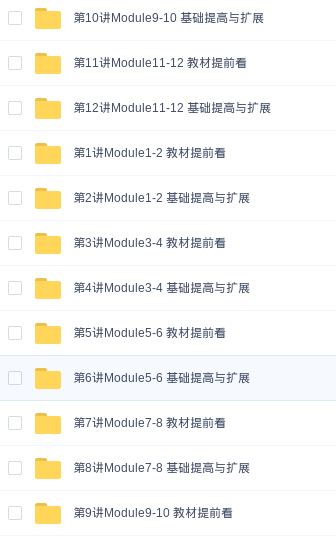 第10讲Module9-10 基础提高与扩展
第11讲Module11-12 教材提前看
第12讲Module11-12 基础提高与扩展
第1讲Module1-2 教材提前看
第2讲Module1-2 基础提高与扩展
第3讲Module3-4 教材提前看
第4讲Module3-4 基础提高与扩展
第5讲Module5-6 教材提前看
第6讲Module5-6 基础提高与扩展
第7讲Module7-8 教材提前看
第8讲Module7-8 基础提高与扩展
第9讲Module9-10 教材提前看